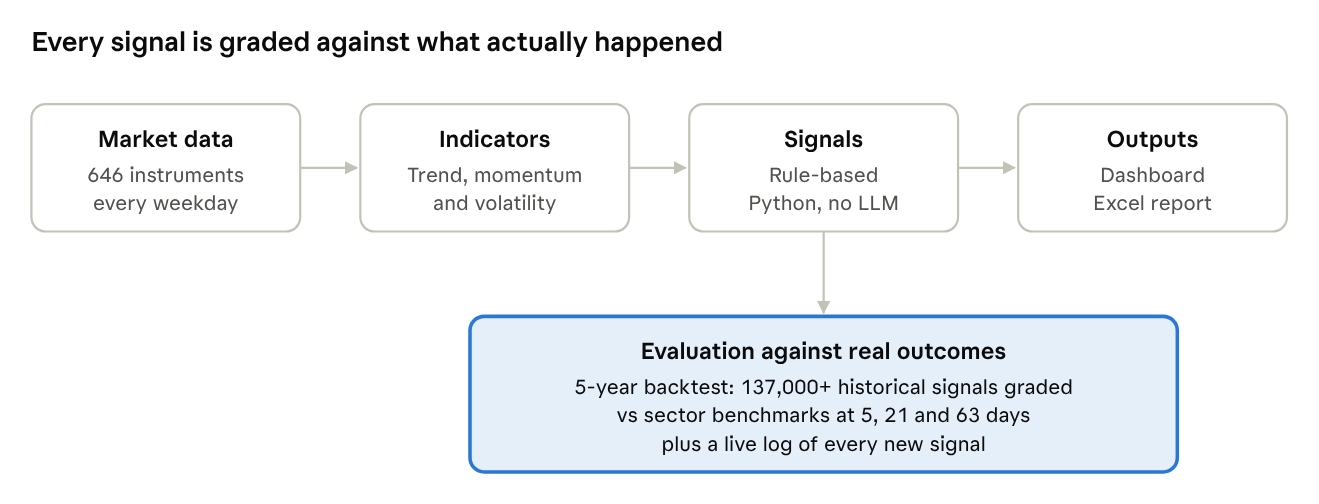 Every signal is graded against what actually happened
Market data
646 instruments
every weekday
Indicators
Trend, momentum
and volatility
Signals
Rule-based
Python, no LLM
Outputs
Dashboard
Excel report
Evaluation against real outcomes
5-year backtest: 137,000+ historical signals graded
vs sector benchmarks at 5, 21 and 63 days
plus a live log of every new signal